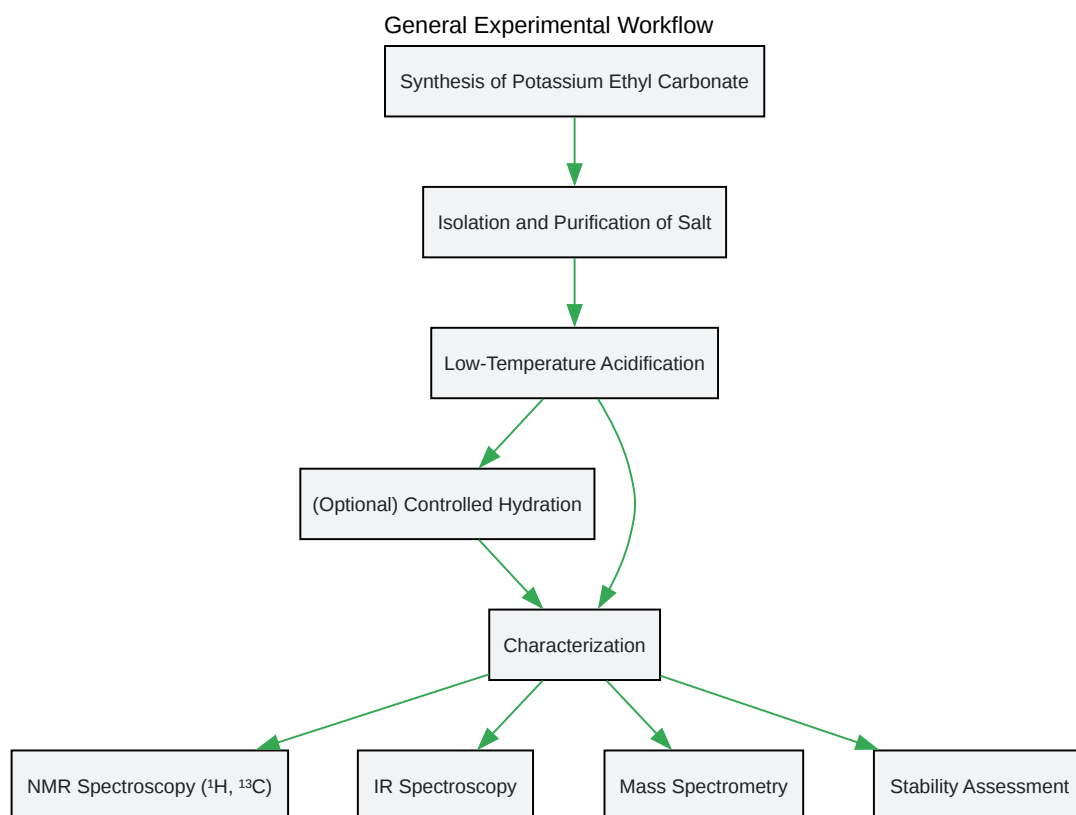 General Experimental Workflow
Synthesis of Potassium Ethyl Carbonate
Isolation and Purification of Salt
Low-Temperature Acidification
(Optional) Controlled Hydration
Characterization
NMR Spectroscopy (¹H, ¹³C)
IR Spectroscopy
Mass Spectrometry
Stability Assessment